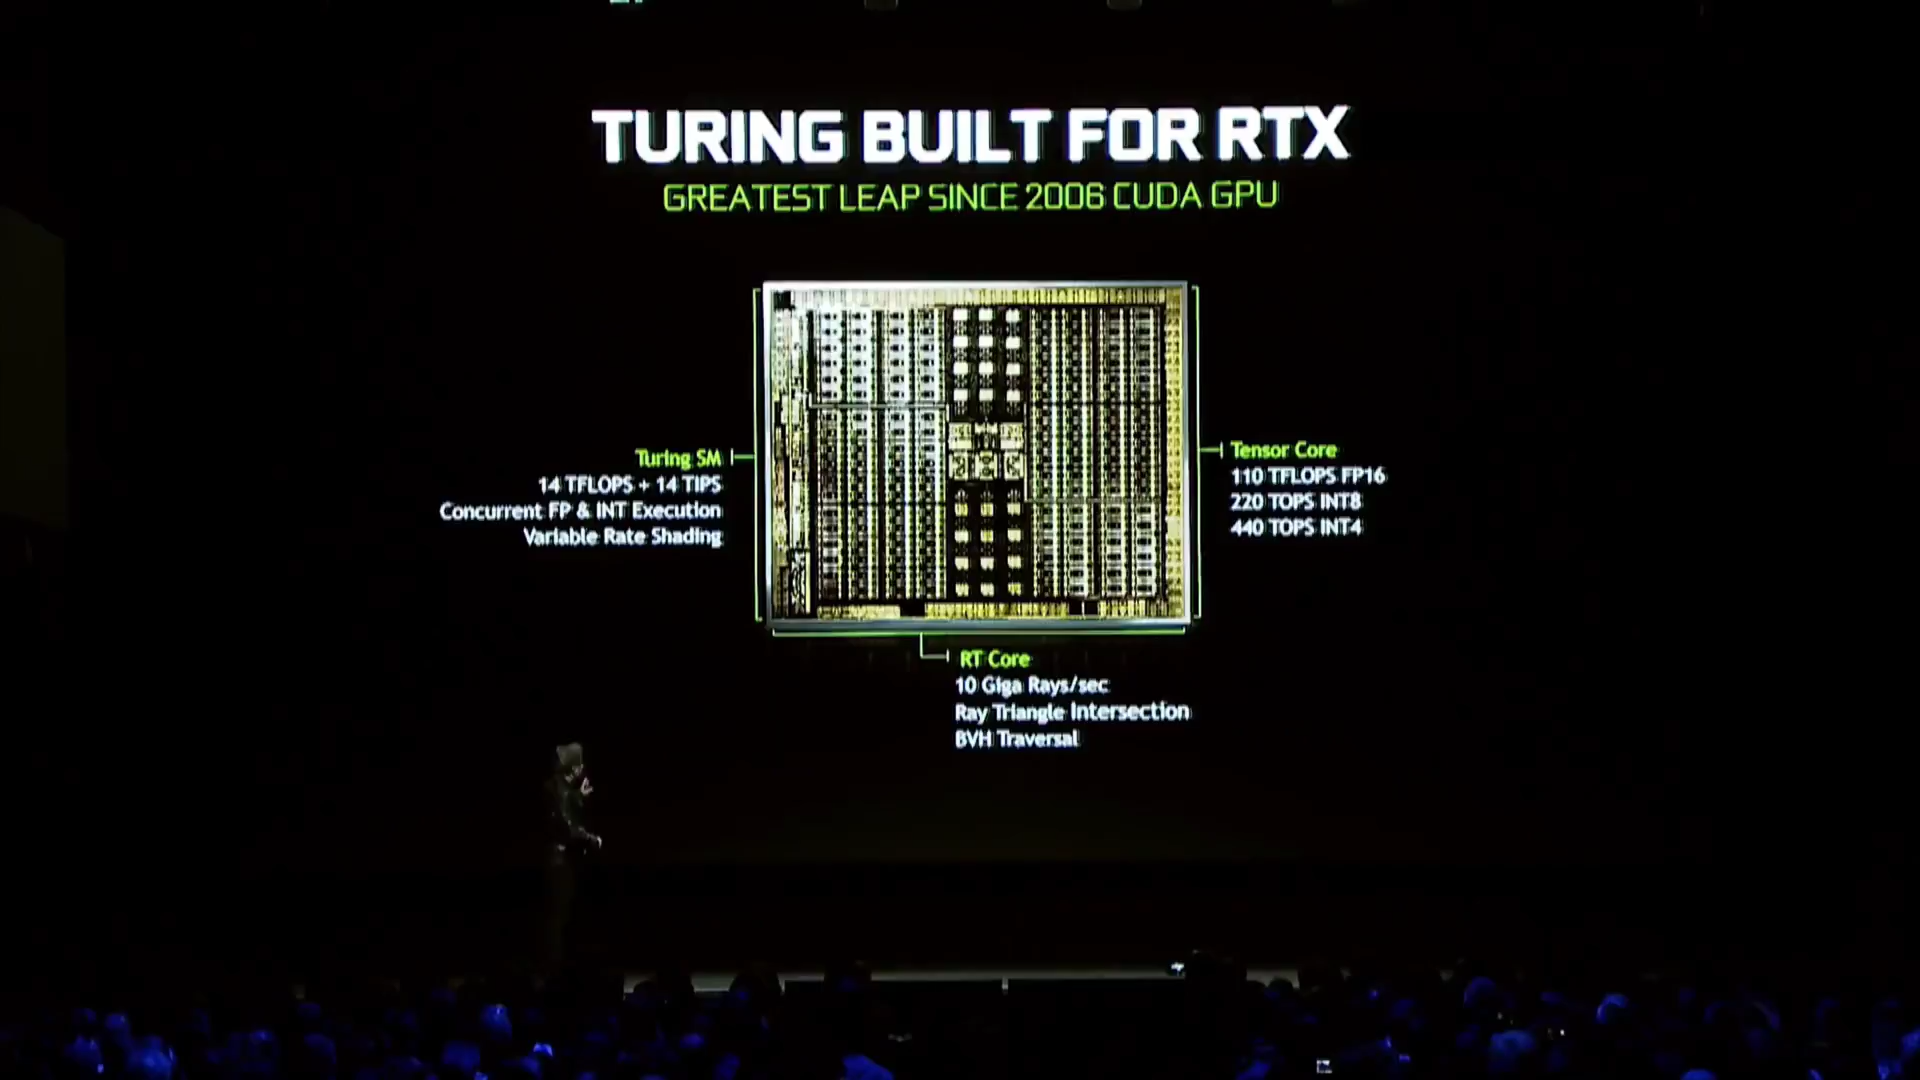 TURING BUILT FOR RTX
GREATEST LEAP SINCE 2006 CUDA GPU
Turing SM
14 TFLOPS + 14 TIPS
Concurrent FP & INT Execution
Variable Rate Shading
Tensor Core
110 TFLOPS FP16
220 TOPS INT8
440 TOPS INT4
RT Core
10 Giga Rays/sec
Ray Triangle Intersection
BVH Traversal